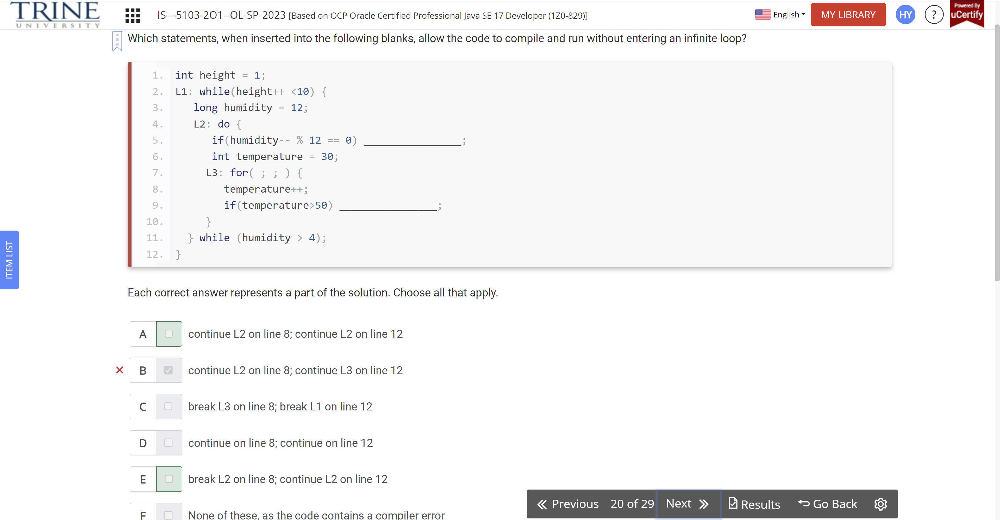 TRINE
UNIVERSITY
IS---5103-2O1--OL-SP-2023 [Based on OCP Oracle Certified Professional Java SE 17 Developer (1Z0-829)]
English
MY LIBRARY
HY
?
Powered By
uCertify
Which statements, when inserted into the following blanks, allow the code to compile and run without entering an infinite loop?
1. int height = 1;
2. L1: while(height++ <10) {
3. long humidity = 12;
4. L2: do {
5. if(humidity-- % 12 == 0) ________________;
6. int temperature = 30;
7. L3: for( ; ; ) {
8. temperature++;
9. if(temperature>50) ________________;
10. }
11. } while (humidity > 4);
12. }
ITEM LIST
Each correct answer represents a part of the solution. Choose all that apply.
A continue L2 on line 8; continue L2 on line 12
B continue L2 on line 8; continue L3 on line 12
C break L3 on line 8; break L1 on line 12
D continue on line 8; continue on line 12
E break L2 on line 8; continue L2 on line 12
F None of these, as the code contains a compiler error
Previous 20 of 29 Next Results Go Back